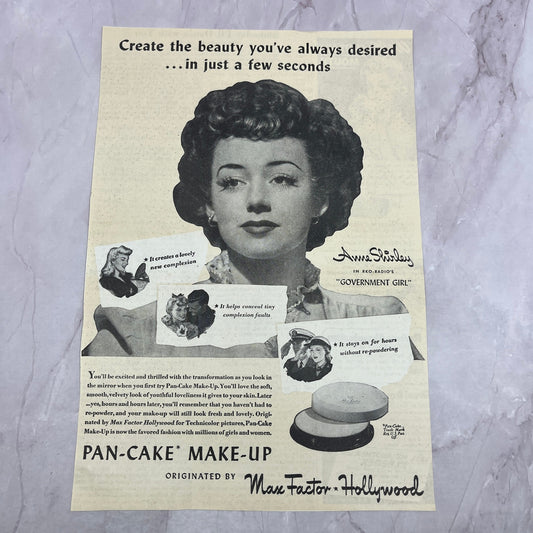 Create the beauty you've always desired
...in just a few seconds
Anne Shirley
IN RKO-RADIO'S
"GOVERNMENT GIRL"
★ It creates a lovely
new complexion
★ It helps conceal tiny
complexion faults
★ It stays on for hours
without re-powdering
You'll be excited and thrilled with the transformation as you look in
the mirror when you first try Pan-Cake Make-Up. You'll love the soft,
smooth, velvety look of youthful loveliness it gives to your skin. Later
...yes, hours and hours later, you'll remember that you haven't had to
re-powder, and your make-up will still look fresh and lovely. Origi-
nated by Max Factor Hollywood for Technicolor pictures, Pan-Cake
Make-Up is now the favored fashion with millions of girls and women.
*Pan-Cake...
Trade Mark
Reg. U.S. Pat.
Off.
PAN-CAKE* MAKE-UP
ORIGINATED BY
Max Factor ★ Hollywood